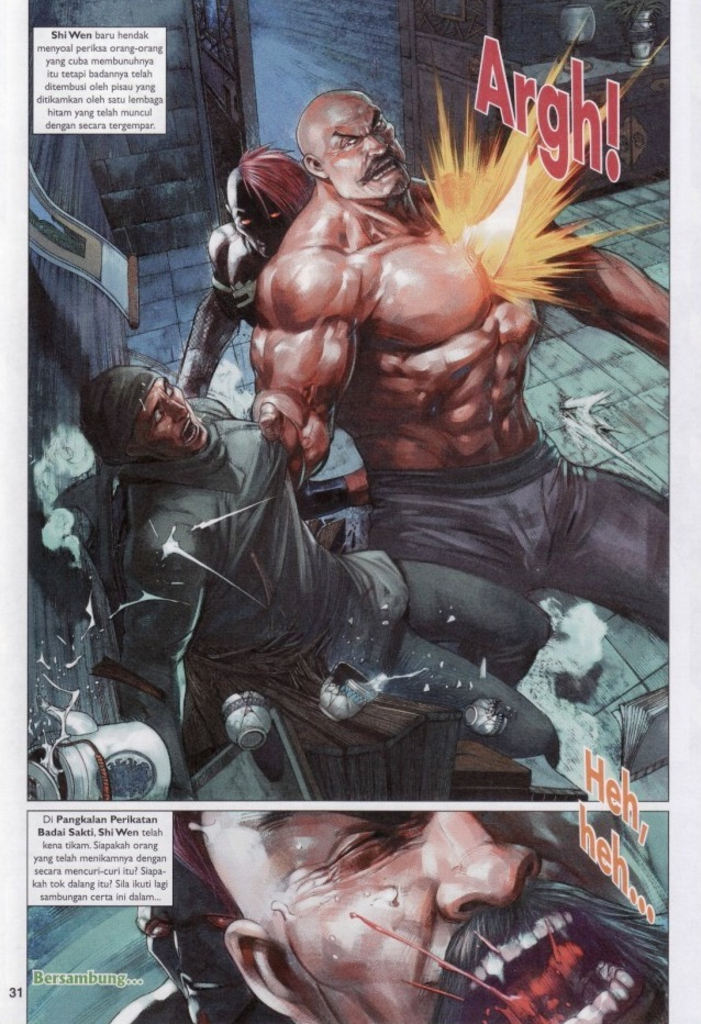 Shi Wen baru hendak
menyoal periksa orang-orang
yang cuba membunuhnya
itu tetapi badannya telah
ditembusi oleh pisau yang
ditikamkan oleh satu lembaga
hitam yang telah muncul
dengan secara tergempar.
Argh!
Heh,
heh...
Di Pangkalan Perikatan
Badai Sakti, Shi Wen telah
kena tikam. Siapakah orang
yang telah menikamnya dengan
secara mencuri-curi itu? Siapa-
kah tok dalang itu? Sila ikuti lagi
sambungan certa ini dalam...
Bersambung...
31